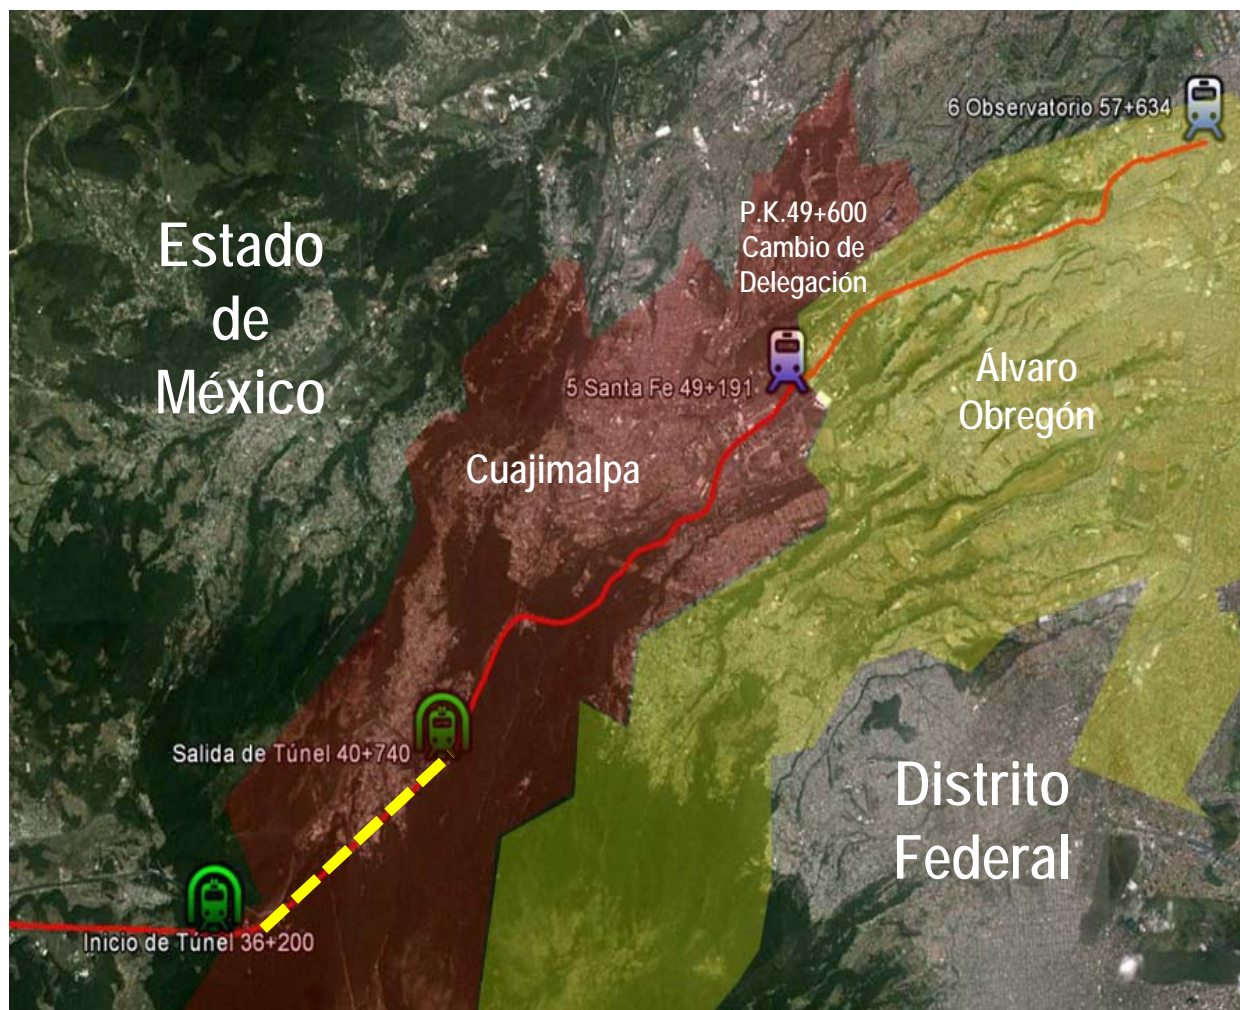 6 Observatorio 57+634
P.K.49+600
Cambio de
Delegación
Estado
de
México
5 Santa Fe 49+191
Álvaro
Obregón
Cuajimalpa
Salida de Túnel 40+740
Distrito
Federal
Inicio de Túnel 36+200